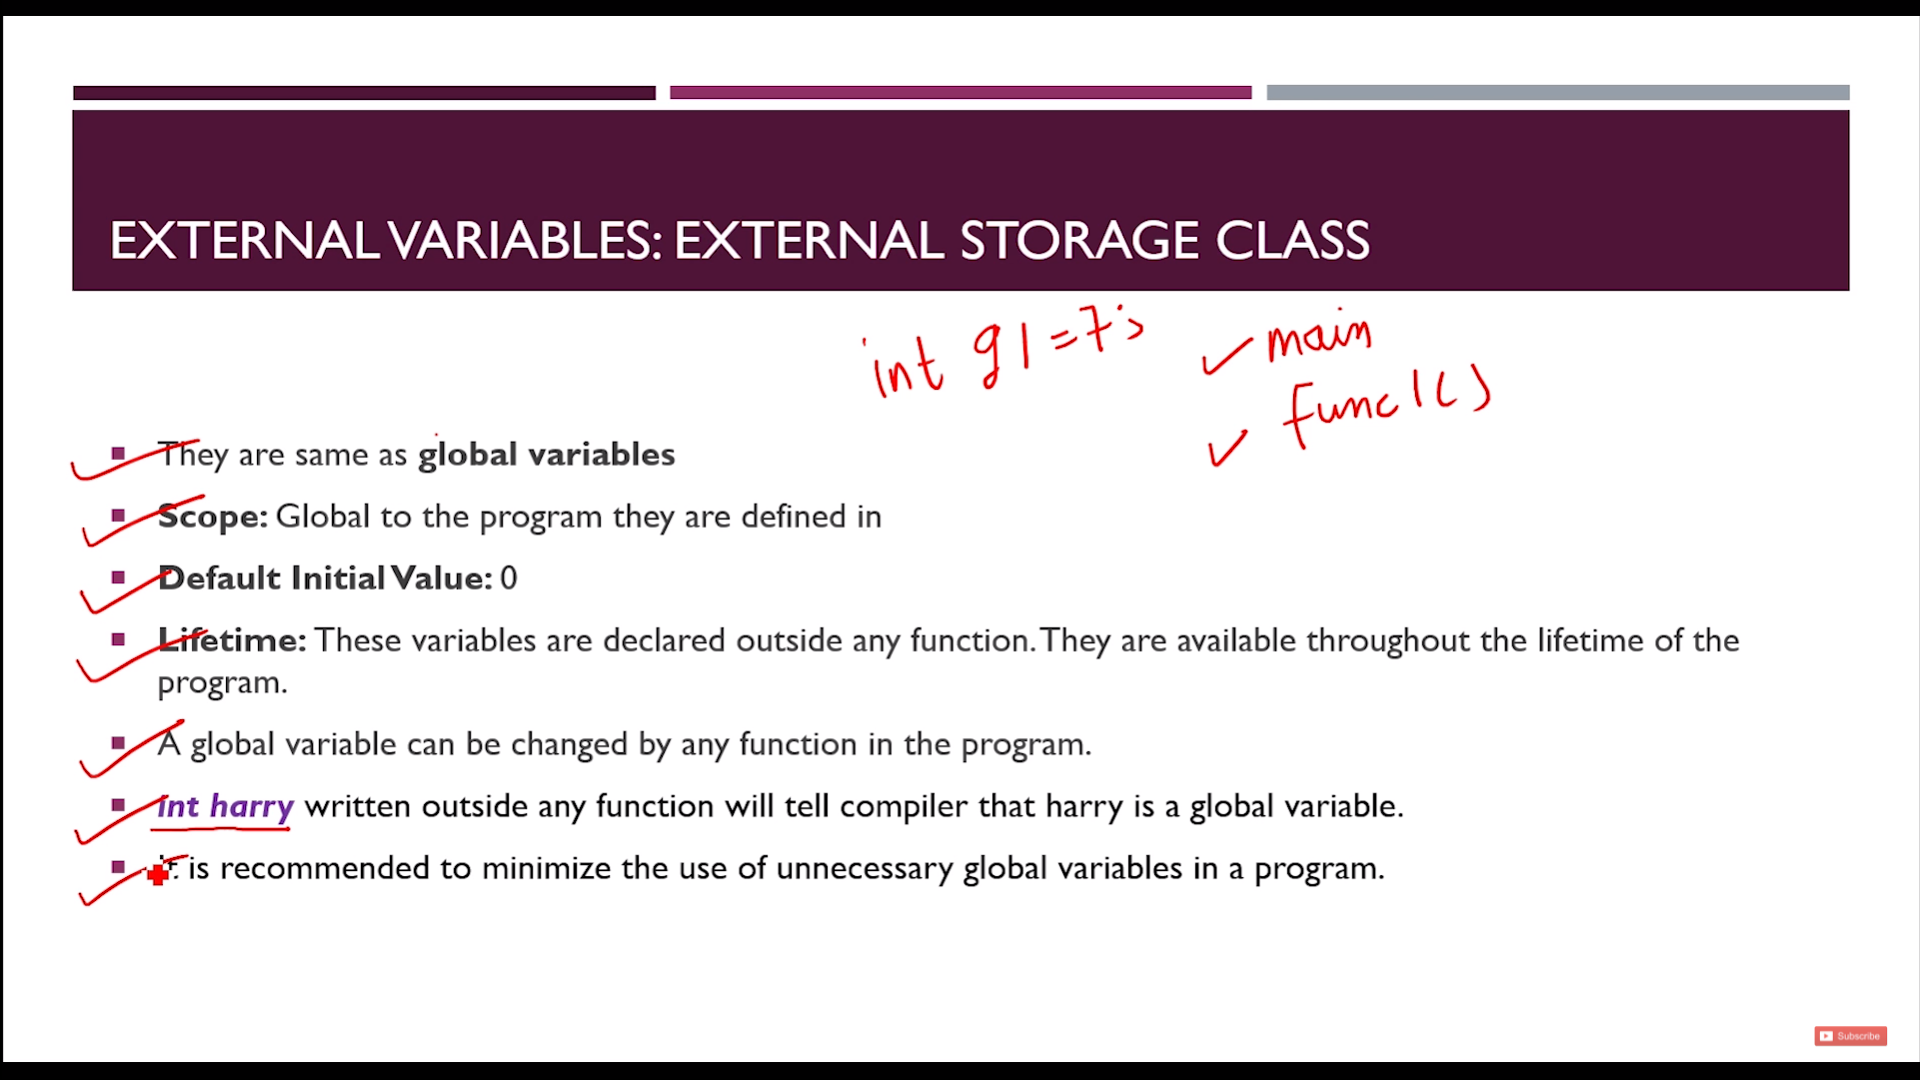 EXTERNAL VARIABLES: EXTERNAL STORAGE CLASS
int g1=7;
main
func1()
They are same as global variables
Scope: Global to the program they are defined in
Default Initial Value: 0
Lifetime: These variables are declared outside any function. They are available throughout the lifetime of the
program.
A global variable can be changed by any function in the program.
int harry written outside any function will tell compiler that harry is a global variable.
it is recommended to minimize the use of unnecessary global variables in a program.
Subscribe